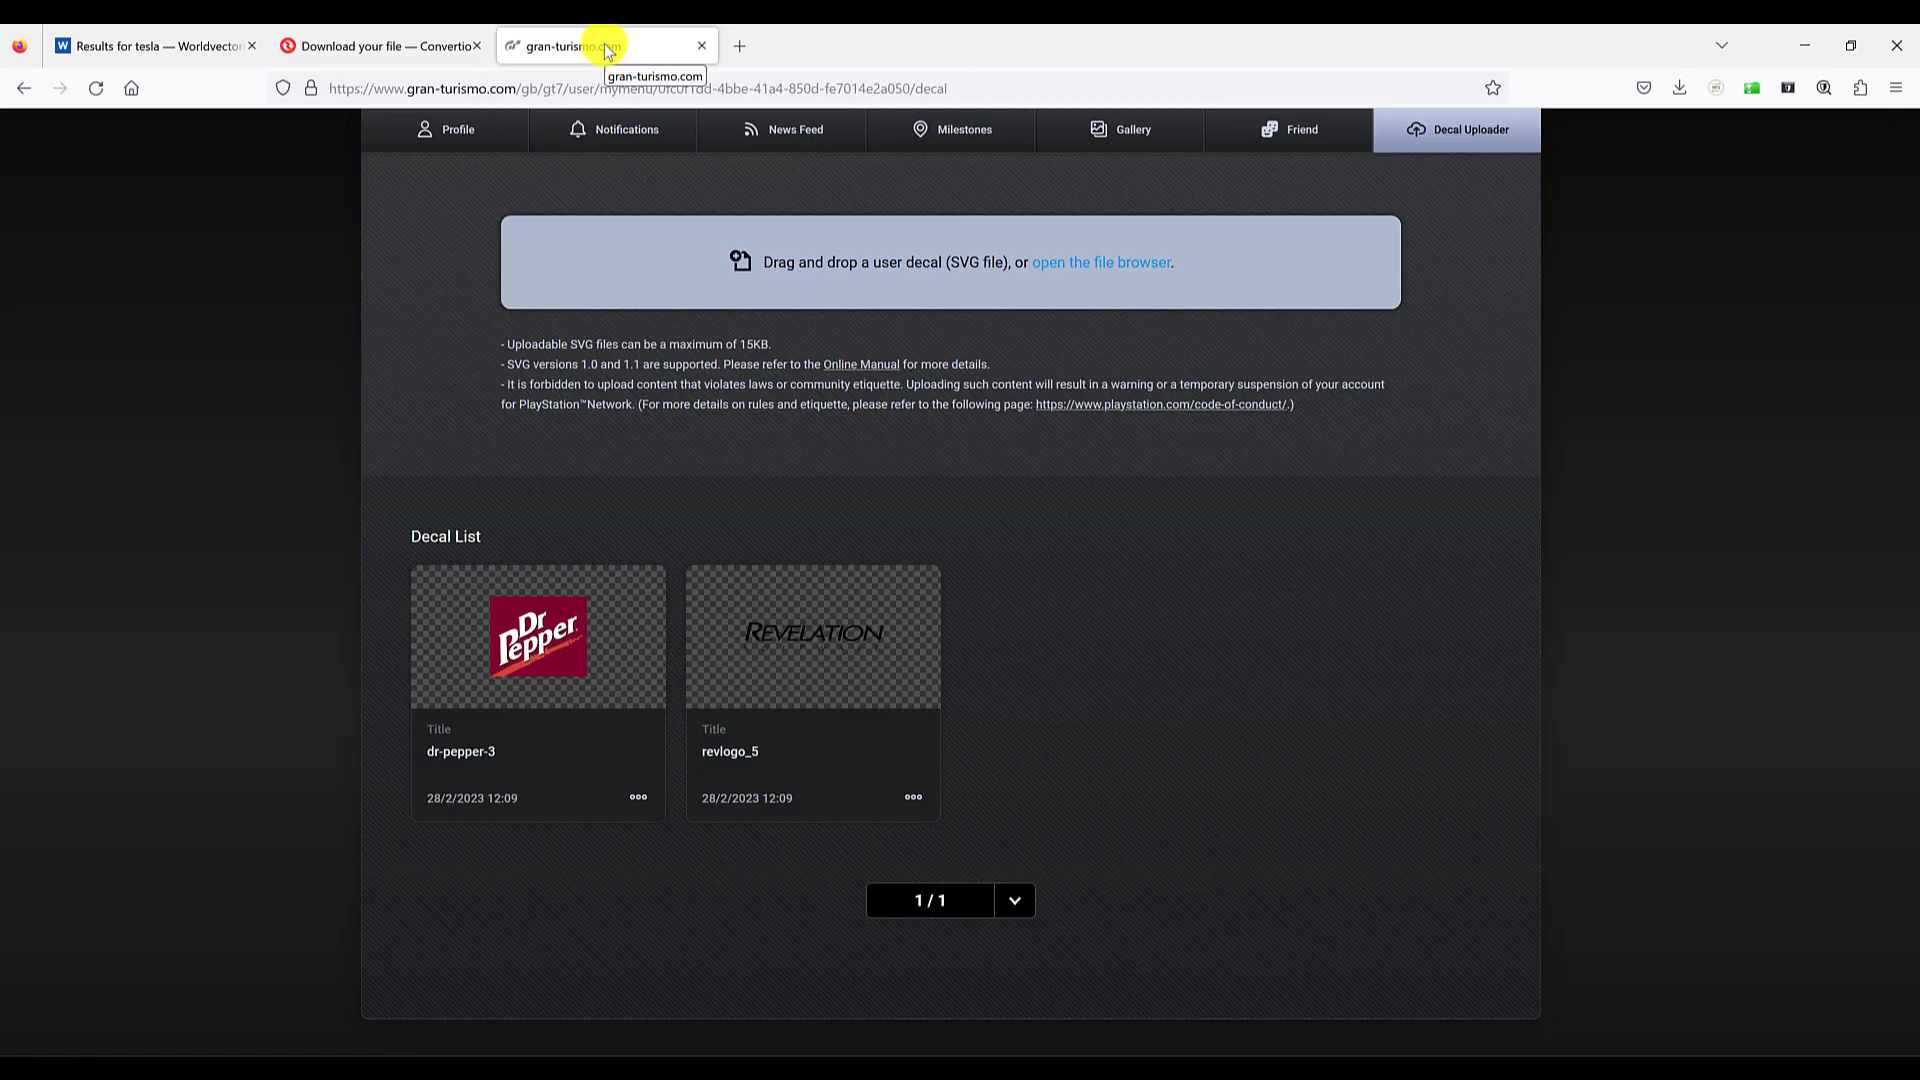 Results for tesla — Worldvector
Download your file — Convertio
gran-turismo.com
gran-turismo.com
https://www.gran-turismo.com/gb/gt7/user/mymenu/ -4bbe-41a4-850d-fe7014e2a050/decal
Profile
Notifications
News Feed
Milestones
Gallery
Friend
Decal Uploader
Drag and drop a user decal (SVG file), or open the file browser.
- Uploadable SVG files can be a maximum of 15KB.
- SVG versions 1.0 and 1.1 are supported. Please refer to the Online Manual for more details.
- It is forbidden to upload content that violates laws or community etiquette. Uploading such content will result in a warning or a temporary suspension of your account
for PlayStation™Network. (For more details on rules and etiquette, please refer to the following page: https://www.playstation.com/code-of-conduct/.)
Decal List
Dr
Pepper
REVELATION
Title
dr-pepper-3
28/2/2023 12:09
Title
revlogo_5
28/2/2023 12:09
1 / 1